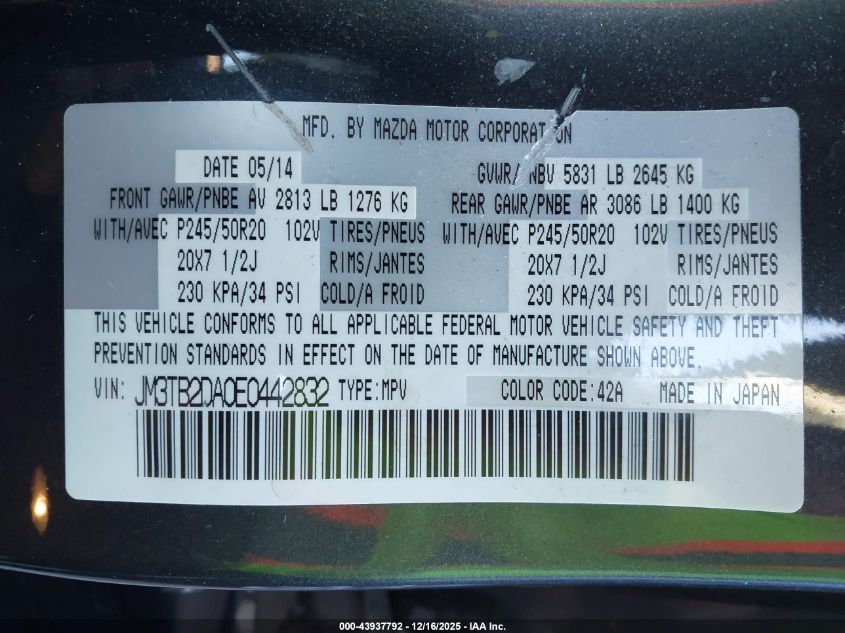 MFD. BY MAZDA MOTOR CORPORATION
DATE 05/14 GVWR/ NBV 5831 LB 2645 KG
FRONT GAWR/PNBE AV 2813 LB 1276 KG REAR GAWR/PNBE AR 3086 LB 1400 KG
WITH/AVEC P245/50R20 102V TIRES/PNEUS WITH/AVEC P245/50R20 102V TIRES/PNEUS
20X7 1/2J RIMS/JANTES 20X7 1/2J RIMS/JANTES
230 KPA/34 PSI COLD/A FROID 230 KPA/34 PSI COLD/A FROID
THIS VEHICLE CONFORMS TO ALL APPLICABLE FEDERAL MOTOR VEHICLE SAFETY AND THEFT
PREVENTION STANDARDS IN EFFECT ON THE DATE OF MANUFACTURE SHOWN ABOVE.
VIN: JM3TB2DA0E0442832 TYPE:MPV COLOR CODE:42A MADE IN JAPAN
000-43937792 - 12/16/2025 - IAA Inc.